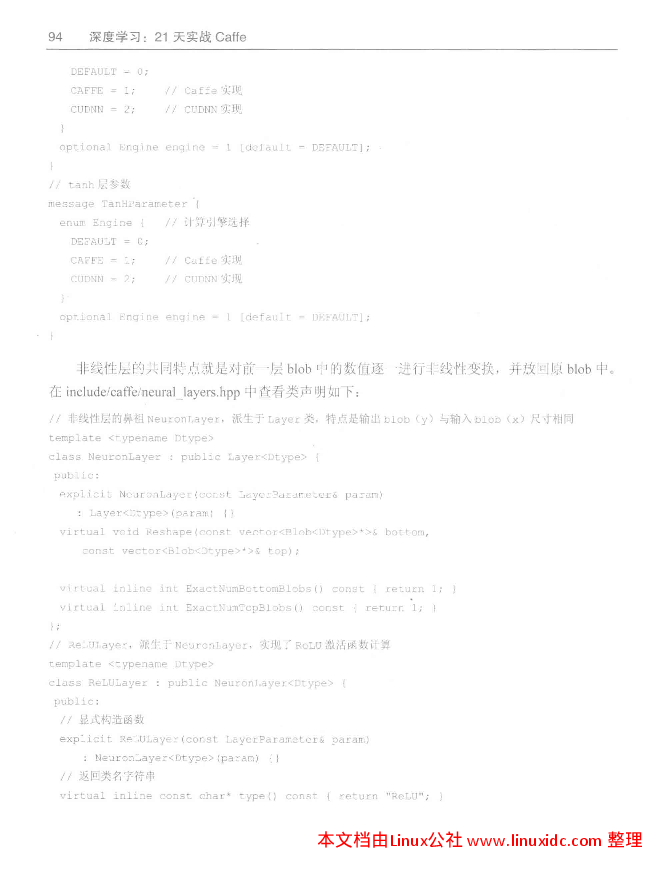 94 深度学习：21 天实战 Caffe
DEFAULT = 0;
CAFFE = 1; // Caffe 实现
CUDNN = 2; // CUDNN 实现
}
optional Engine engine = 1 [default = DEFAULT];
}
// tanh 层参数
message TanHParameter {
enum Engine { // 计算引擎选择
DEFAULT = 0;
CAFFE = 1; // Caffe 实现
CUDNN = 2; // CUDNN 实现
}
optional Engine engine = 1 [default = DEFAULT];
}
非线性层的共同特点就是对前一层 blob 中的数值逐一进行非线性变换，并放回原 blob 中。
在 include/caffe/neural_layers.hpp 中查看类声明如下：
// 非线性层的鼻祖 NeuronLayer，派生于 Layer 类，特点是输出 blob（y）与输入 blob（x）尺寸相同
template <typename Dtype>
class NeuronLayer : public Layer<Dtype> {
public:
explicit NeuronLayer(const LayerParameter& param)
: Layer<Dtype>(param) {}
virtual void Reshape(const vector<Blob<Dtype>*>& bottom,
const vector<Blob<Dtype>*>& top);
virtual inline int ExactNumBottomBlobs() const { return 1; }
virtual inline int ExactNumTopBlobs() const { return 1; }
};
// ReLULayer，派生于 NeuronLayer，实现了 ReLU 激活函数计算
template <typename Dtype>
class ReLULayer : public NeuronLayer<Dtype> {
public:
// 显式构造函数
explicit ReLULayer(const LayerParameter& param)
: NeuronLayer<Dtype>(param) {}
// 返回类名字符串
virtual inline const char* type() const { return "ReLU"; }
本文档由Linux公社 www.linuxidc.com 整理